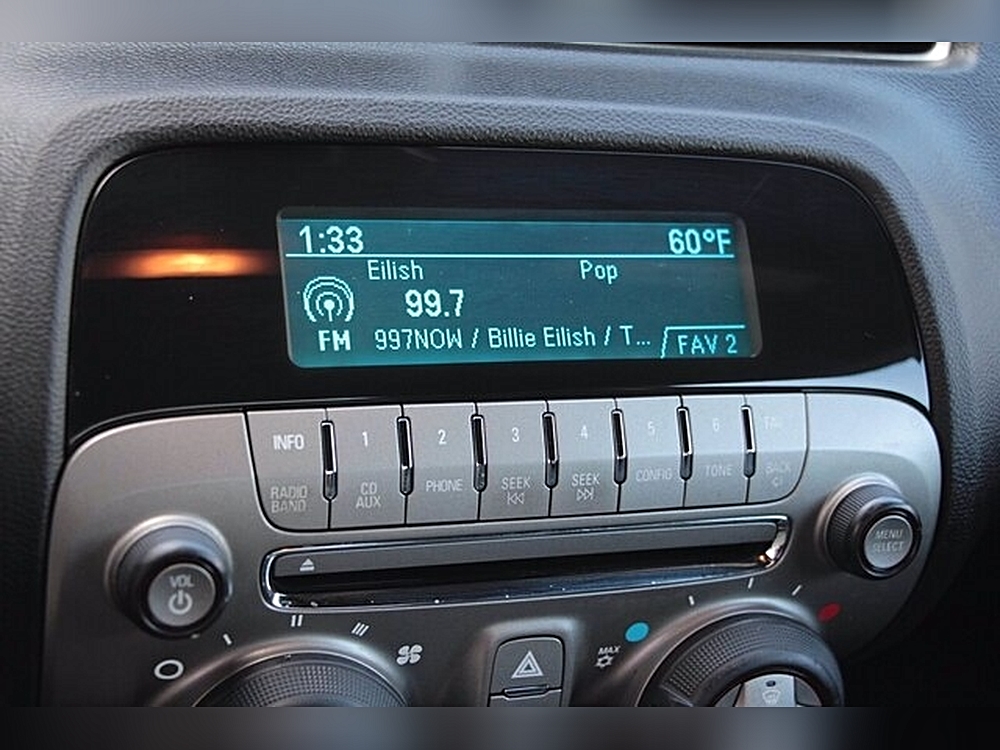 1:33 60°F
Eilish Pop
99.7
FM 997NOW / Billie Eilish / T... FAV 2
INFO 1 2 3 4 5 6 FAV
RADIO BAND CD AUX PHONE SEEK SEEK CONFIG TONE BACK
VOL
MENU SELECT
MAX